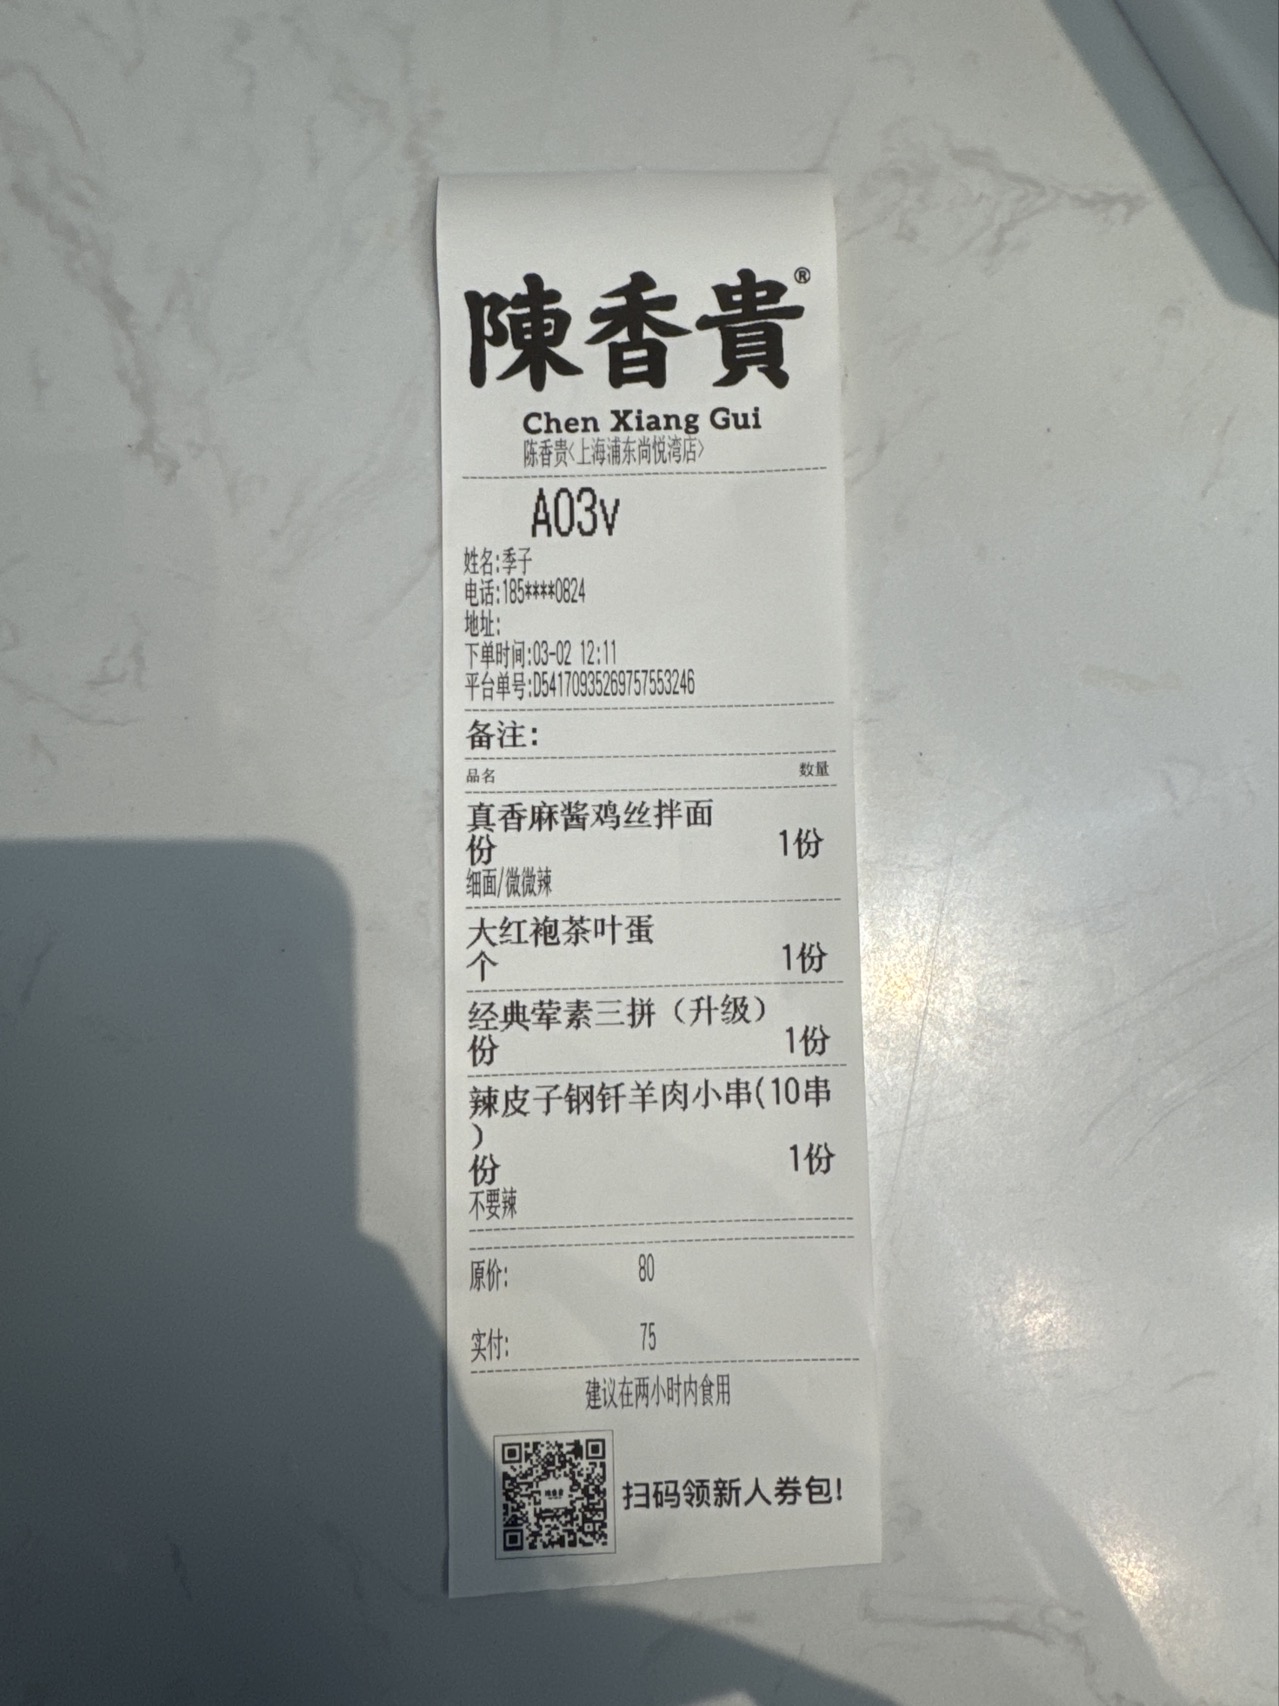 陳香貴®
Chen Xiang Gui
陈香贵<上海浦东尚悦湾店>
A03v
姓名:季子
电话:185****0824
地址:
下单时间:03-02 12:11
平台单号:D54170935269757553246
备注:
品名 数量
真香麻酱鸡丝拌面
份 1份
细面/微微辣
大红袍茶叶蛋
个 1份
经典荤素三拼（升级）
份 1份
辣皮子钢钎羊肉小串(10串
)
份 1份
不要辣
原价: 80
实付: 75
建议在两小时内食用
扫码领新人券包!